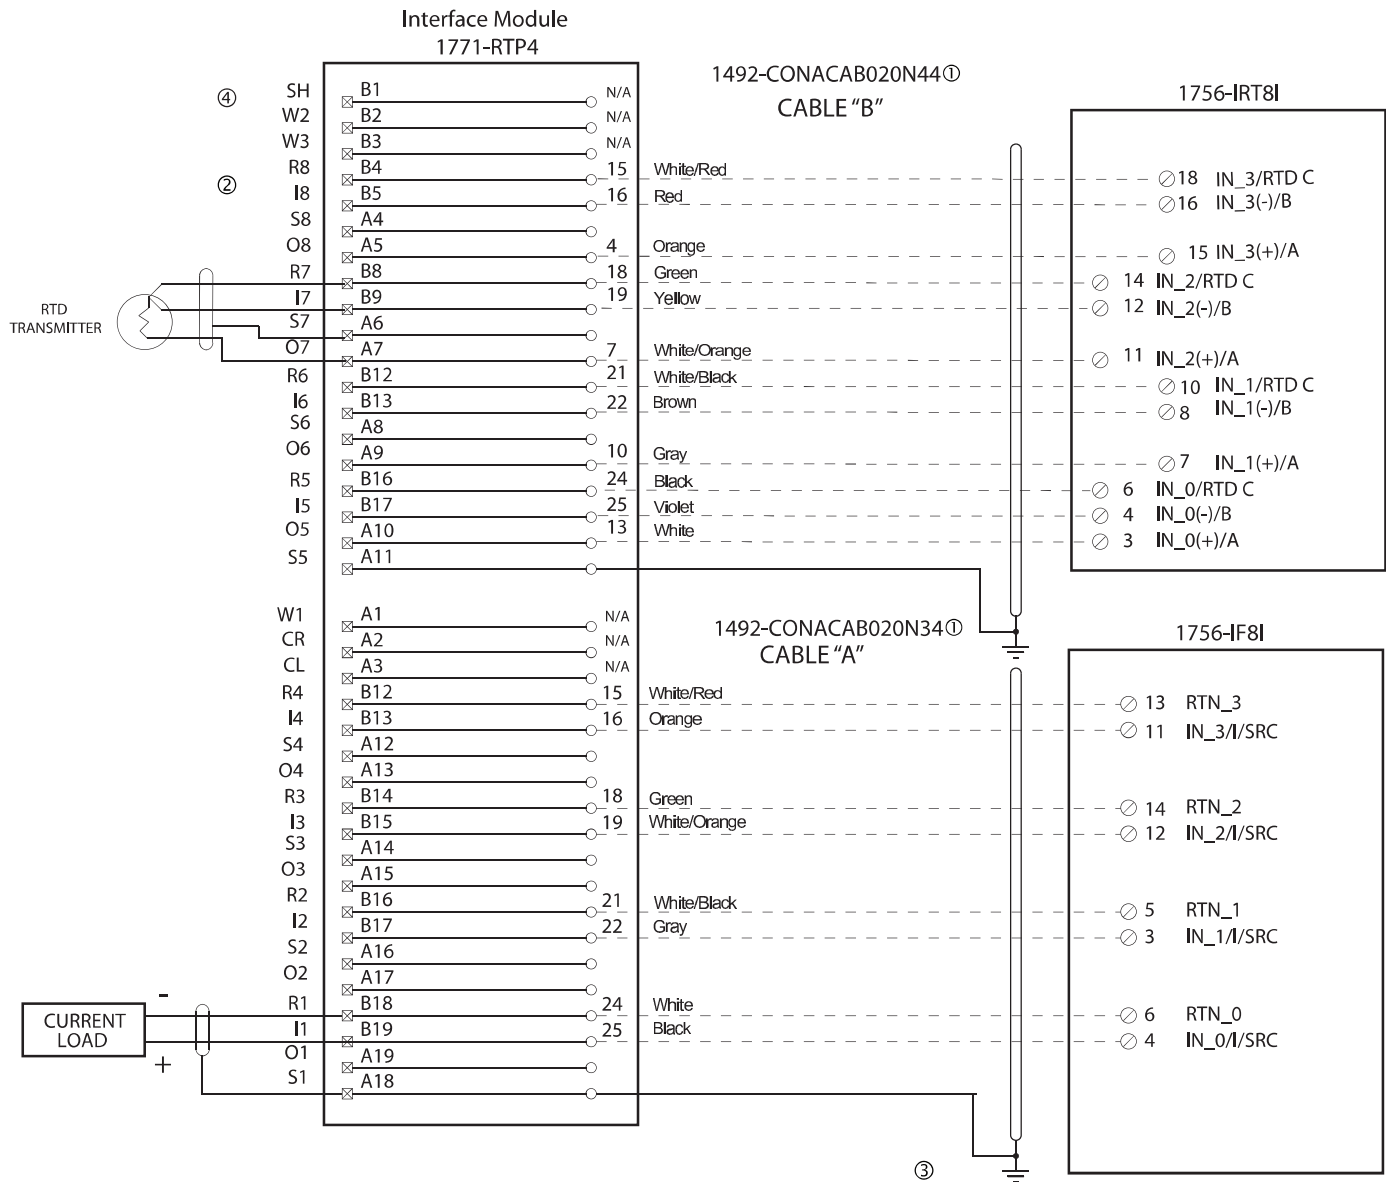 Interface Module
1771-RTP4
1492-CONACAB020N44①
CABLE "B"
1756-IRT8I
④
SH B1 N/A
W2 B2 N/A
W3 B3 N/A
R8 B4 15 White/Red 18 IN_3/RTD C
② I8 B5 16 Red 16 IN_3(-)/B
S8 A4
O8 A5 4 Orange 15 IN_3(+)/A
R7 B8 18 Green 14 IN_2/RTD C
I7 B9 19 Yellow 12 IN_2(-)/B
RTD
TRANSMITTER
S7 A6
O7 A7 7 White/Orange 11 IN_2(+)/A
R6 B12 21 White/Black 10 IN_1/RTD C
I6 B13 22 Brown 8 IN_1(-)/B
S6 A8
O6 A9 10 Gray 7 IN_1(+)/A
R5 B16 24 Black 6 IN_0/RTD C
I5 B17 25 Violet 4 IN_0(-)/B
O5 A10 13 White 3 IN_0(+)/A
S5 A11
1492-CONACAB020N34①
CABLE "A"
1756-IF8I
W1 A1 N/A
CR A2 N/A
CL A3 N/A
R4 B12 15 White/Red 13 RTN_3
I4 B13 16 Orange 11 IN_3/I/SRC
S4 A12
O4 A13
R3 B14 18 Green 14 RTN_2
I3 B15 19 White/Orange 12 IN_2/I/SRC
S3 A14
O3 A15
R2 B16 21 White/Black 5 RTN_1
I2 B17 22 Gray 3 IN_1/I/SRC
S2 A16
O2 A17
- R1 B18 24 White 6 RTN_0
CURRENT
LOAD
I1 B19 25 Black 4 IN_0/I/SRC
+ O1 A19
S1 A18
③